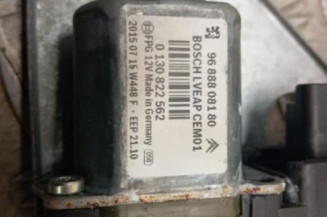 96 888 081 80
BOSCH LVEAP CEM01
0 130 822 562
FPG 12V Made in Germany
2015 07 15 W448 F - EEP 21.10